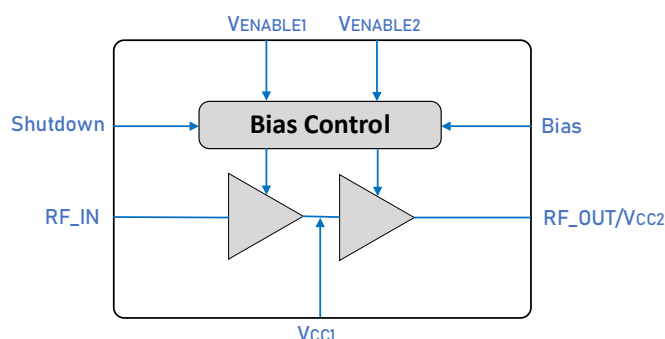 VENABLE1 VENABLE2
Shutdown Bias Control Bias
RF_IN RF_OUT/VCC2
VCC1